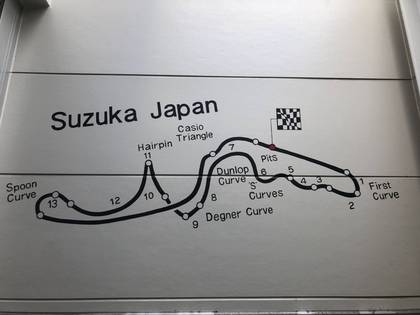 Suzuka Japan
Casio
Triangle
Hairpin
11
7
Pits
Dunlop
Curve
6
'S'
Curves
5
4
3
1
First
Curve
2
Spoon
Curve
13
12
10
8
Degner Curve
9